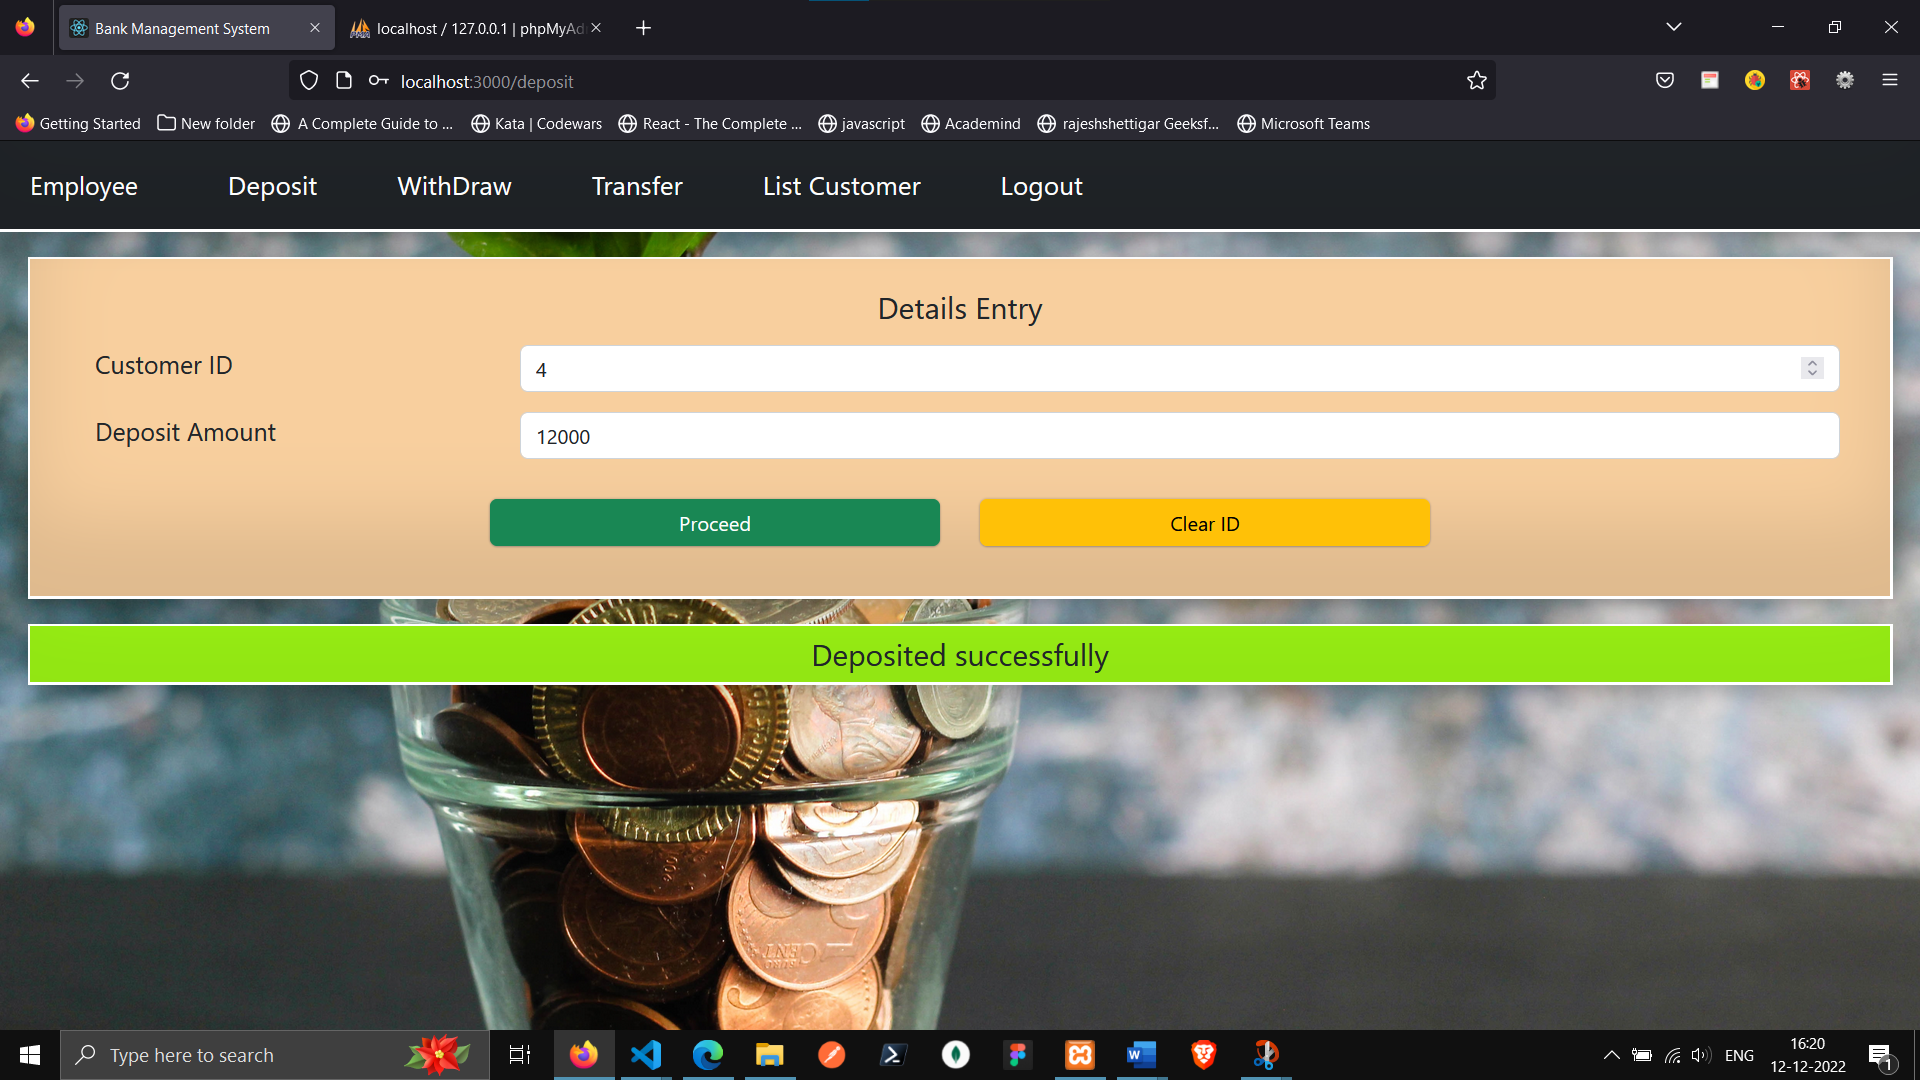 Bank Management System
localhost / 127.0.0.1 | phpMyAd
localhost:3000/deposit
Getting Started New folder A Complete Guide to ... Kata | Codewars React - The Complete ... javascript Academind rajeshshettigar Geeksf... Microsoft Teams
Employee Deposit WithDraw Transfer List Customer Logout
Details Entry
Customer ID 4
Deposit Amount 12000
Proceed Clear ID
Deposited successfully
1
CENT
Type here to search
ENG
16:20
12-12-2022
1